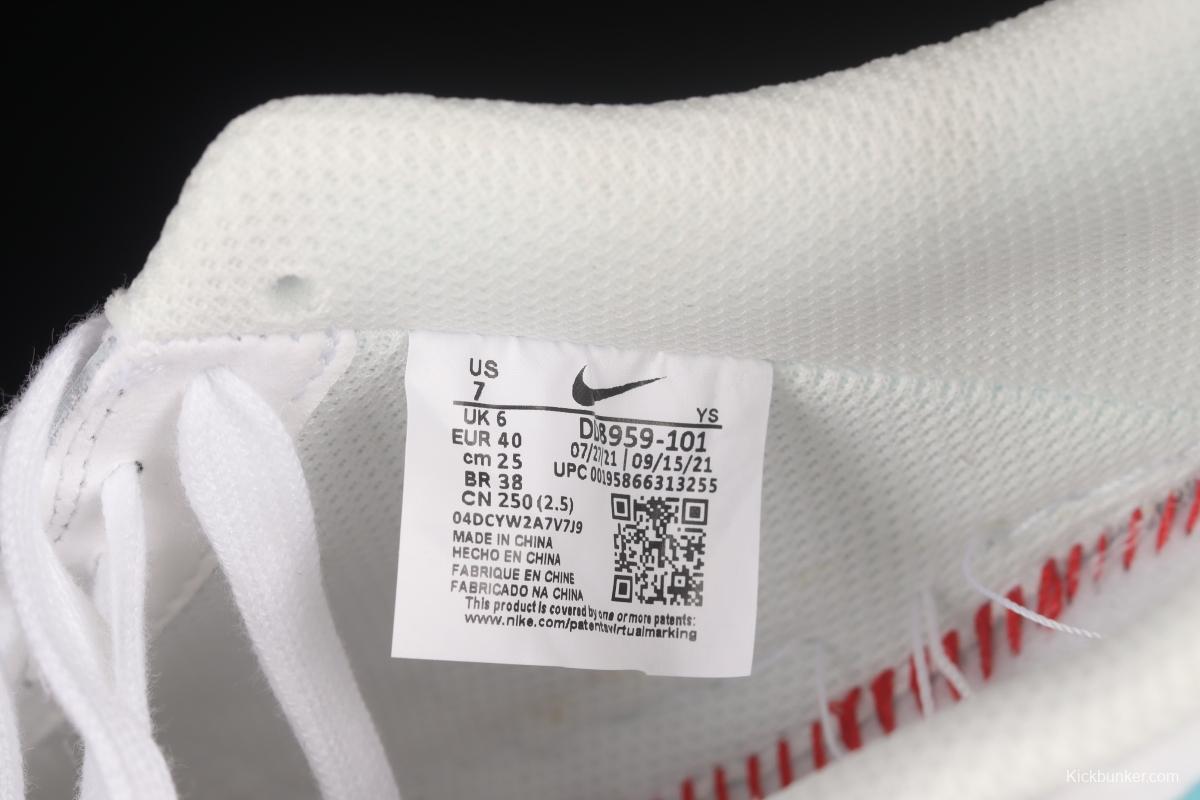 US
7
YS
UK 6
EUR 40
cm 25
BR 38
CN 250 (2.5)
8959-101
07/27/21 | 09/15/21
UPC 00195866313255
04DCYW2A7V7J9
MADE IN CHINA
HECHO EN CHINA
FABRIQUE EN CHINE
FABRICADO NA CHINA
This product is covered by one or more patents:
www.nike.com/patentsvirtualmarking
Kickbunker.com